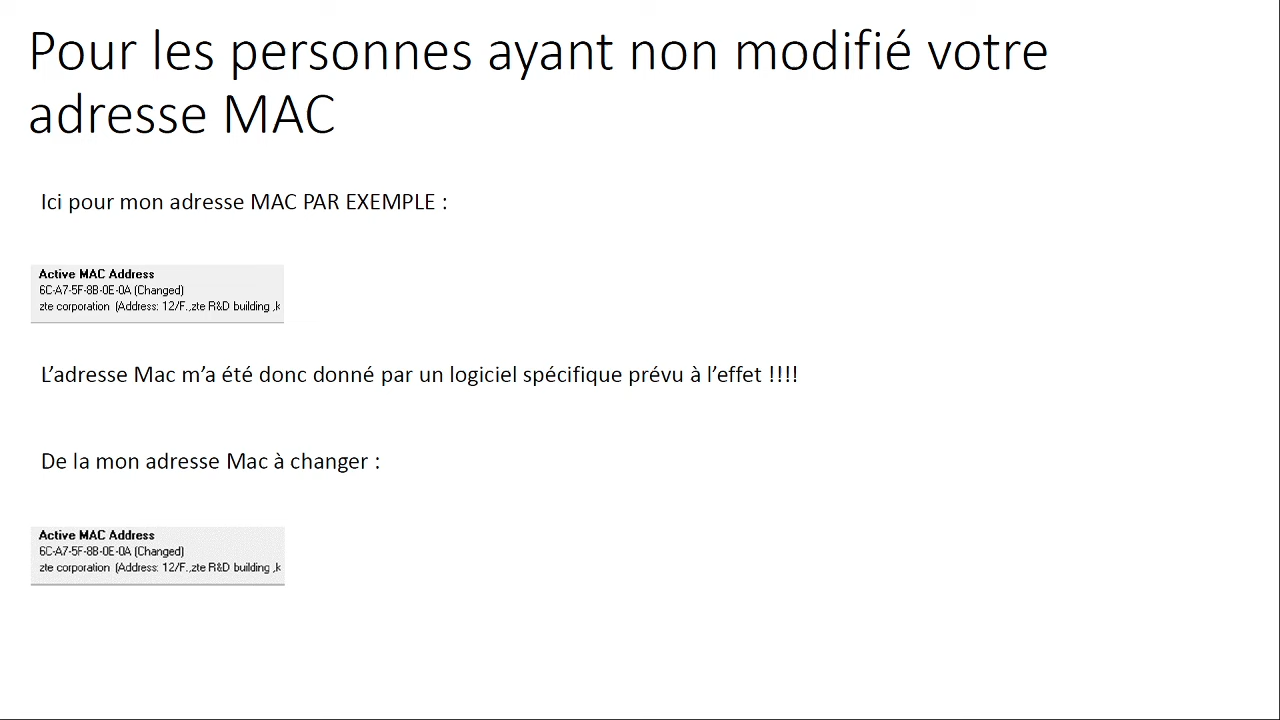 Pour les personnes ayant non modifié votre
adresse MAC
Ici pour mon adresse MAC PAR EXEMPLE :
Active MAC Address
6C-A7-5F-8B-0E-0A (Changed)
zte corporation (Address: 12/F.,zte R&D building ,k
L’adresse Mac m’a été donc donné par un logiciel spécifique prévu à l’effet !!!!
De la mon adresse Mac à changer :
Active MAC Address
6C-A7-5F-8B-0E-0A (Changed)
zte corporation (Address: 12/F.,zte R&D building ,k